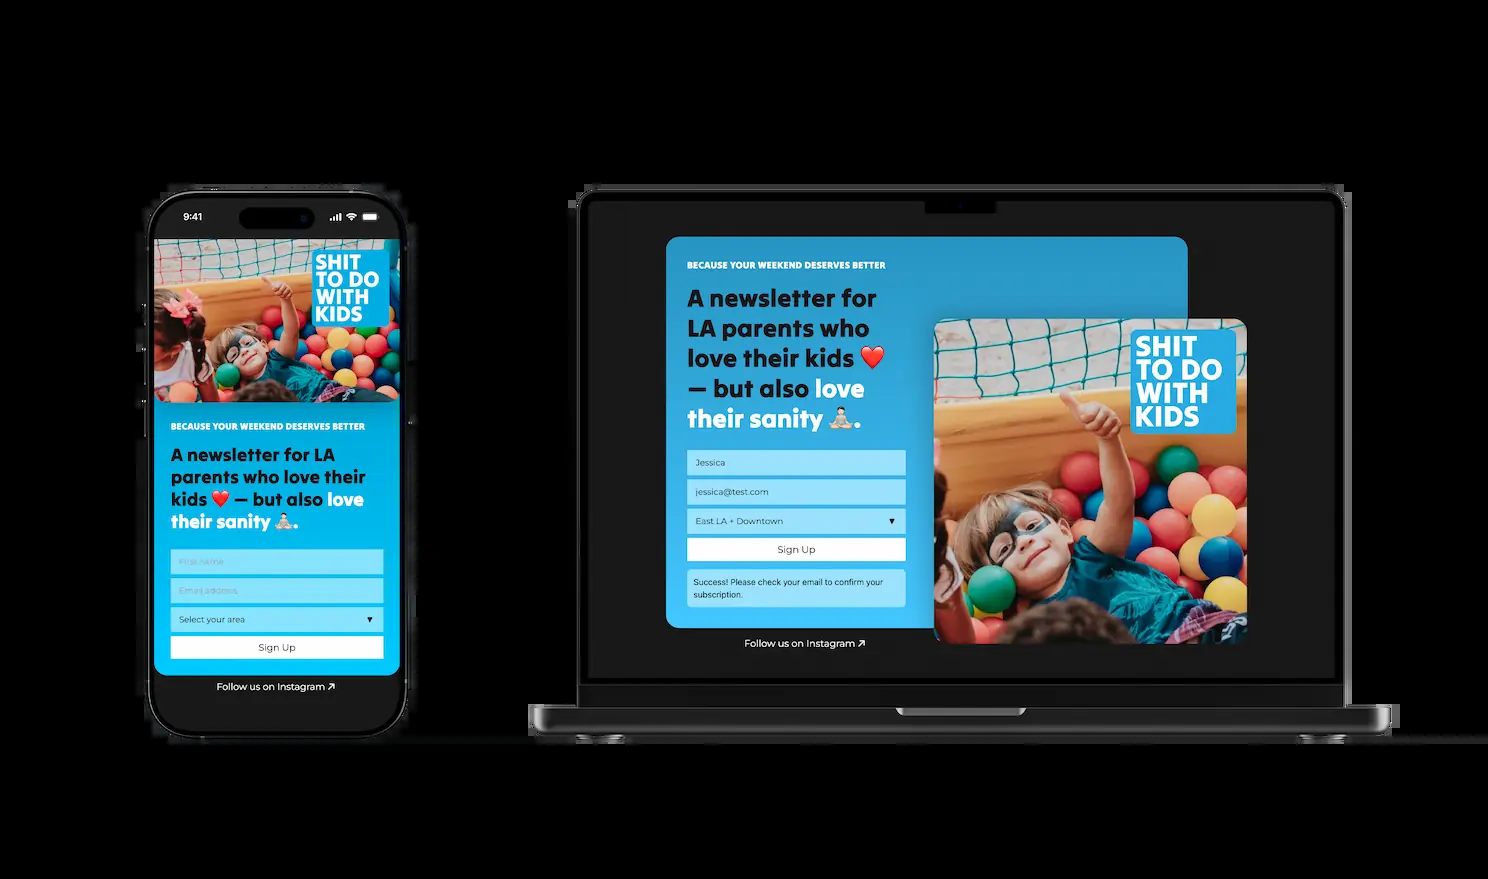 9:41
SHIT
TO DO
WITH
KIDS
BECAUSE YOUR WEEKEND DESERVES BETTER
A newsletter for LA
parents who love their
kids ❤️ — but also love
their sanity 🧘🏻.
First name
Email address
Select your area ▼
Sign Up
Follow us on Instagram ↗
BECAUSE YOUR WEEKEND DESERVES BETTER
A newsletter for
LA parents who
love their kids ❤️
— but also love
their sanity 🧘🏻.
Jessica
jessica@test.com
East LA + Downtown ▼
Sign Up
Success! Please check your email to confirm your
subscription.
Follow us on Instagram ↗
SHIT
TO DO
WITH
KIDS